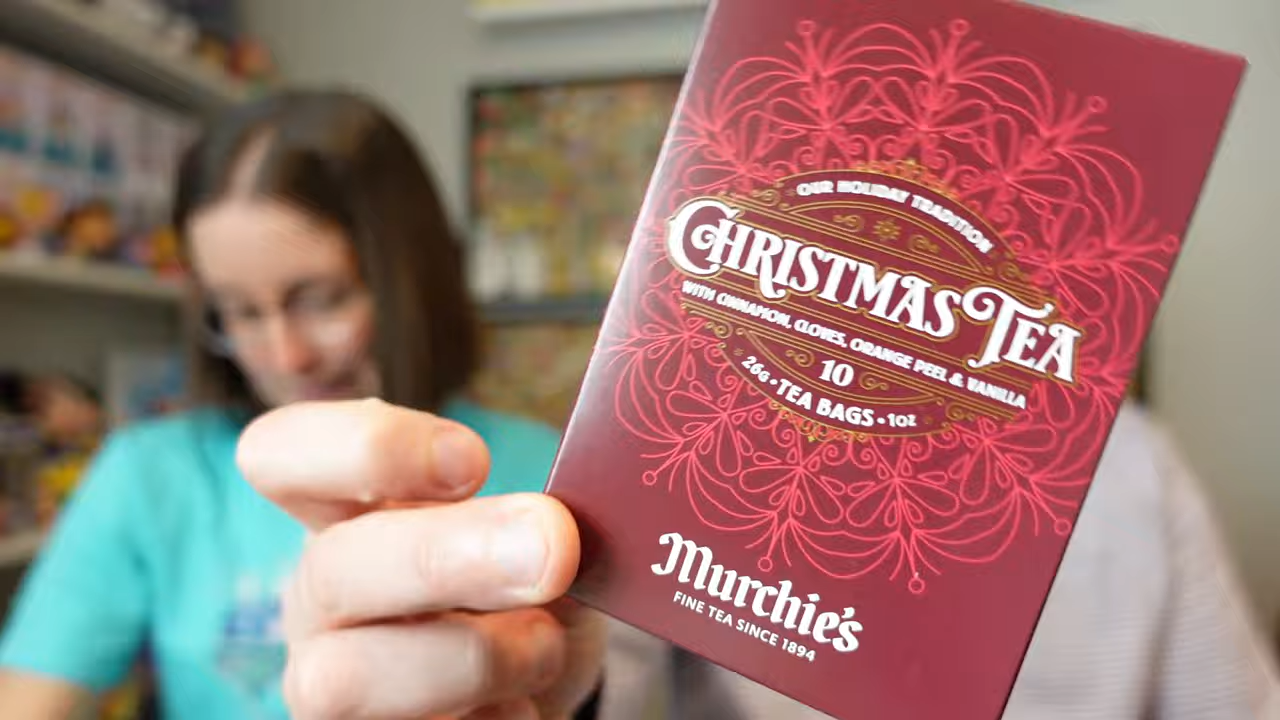 OUR HOLIDAY TRADITION
CHRISTMAS TEA
WITH CINNAMON, CLOVES, ORANGE PEEL & VANILLA
10
26G • TEA BAGS • 1OZ
Murchie's
FINE TEA SINCE 1894